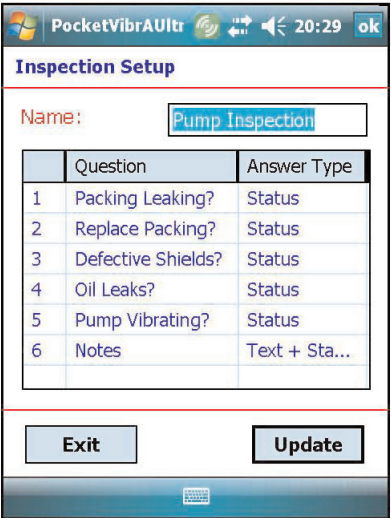 PocketVibrAUltr 20:29 ok
Inspection Setup
Name: Pump Inspection
Question Answer Type
1 Packing Leaking? Status
2 Replace Packing? Status
3 Defective Shields? Status
4 Oil Leaks? Status
5 Pump Vibrating? Status
6 Notes Text + Sta...
Exit Update